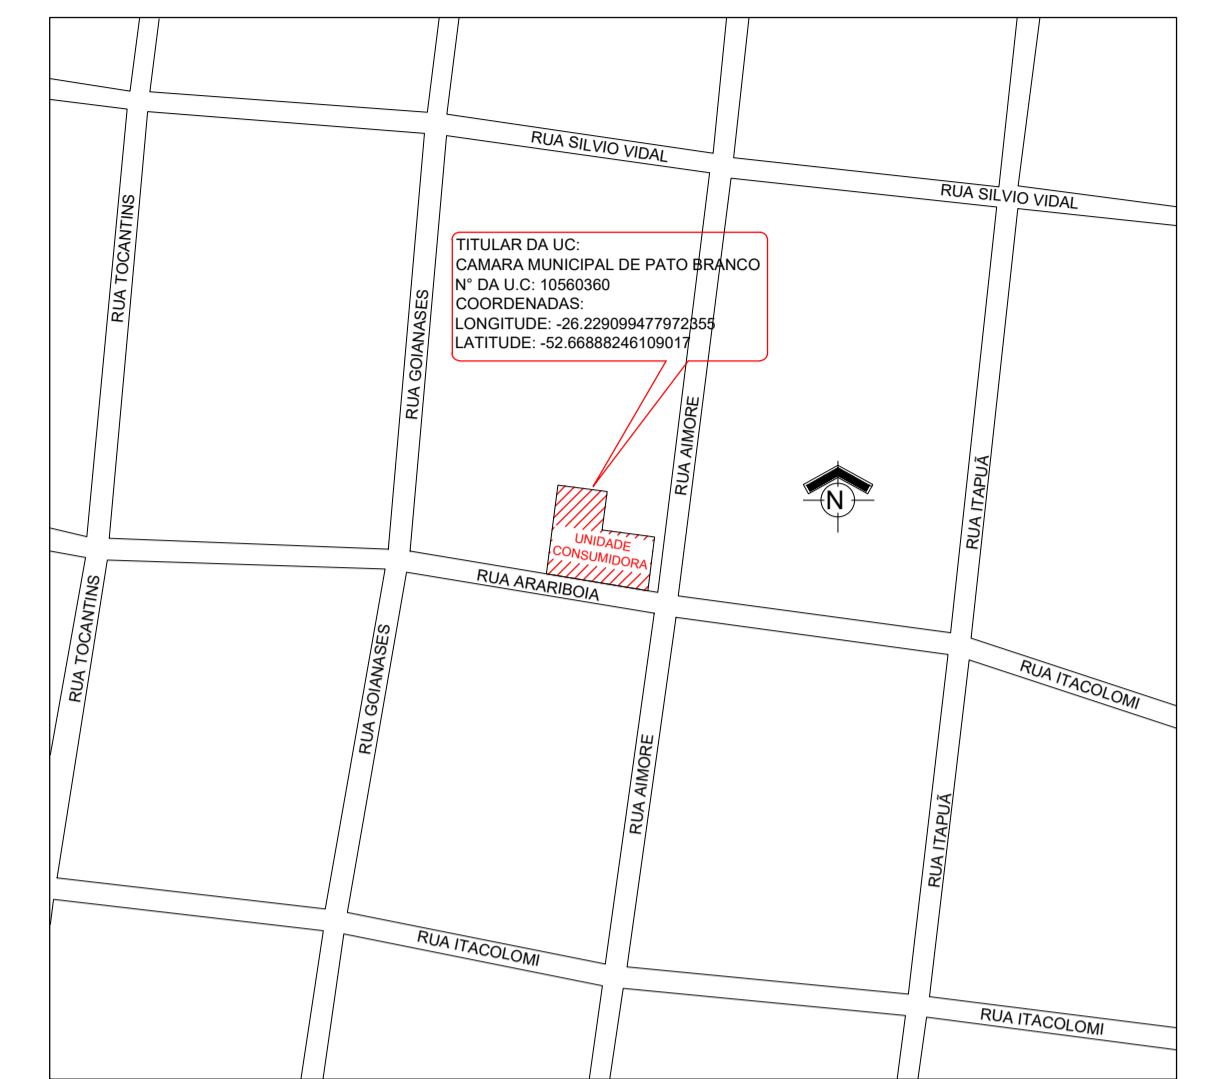 RUA SILVIO VIDAL
RUA SILVIO VIDAL
RUA TOCANTINS
RUA GOIANASES
TITULAR DA UC:
CAMARA MUNICIPAL DE PATO BRANCO
N° DA U.C: 10560360
COORDENADAS:
LONGITUDE: -26.229099477972355
LATITUDE: -52.66888246109017
RUA AIMORE
RUA ITAPUÃ
N
UNIDADE
CONSUMIDORA
RUA ARARIBOIA
RUA TOCANTINS
RUA GOIANASES
RUA ITACOLOMI
RUA AIMORE
RUA ITAPUÃ
RUA ITACOLOMI
RUA ITACOLOMI